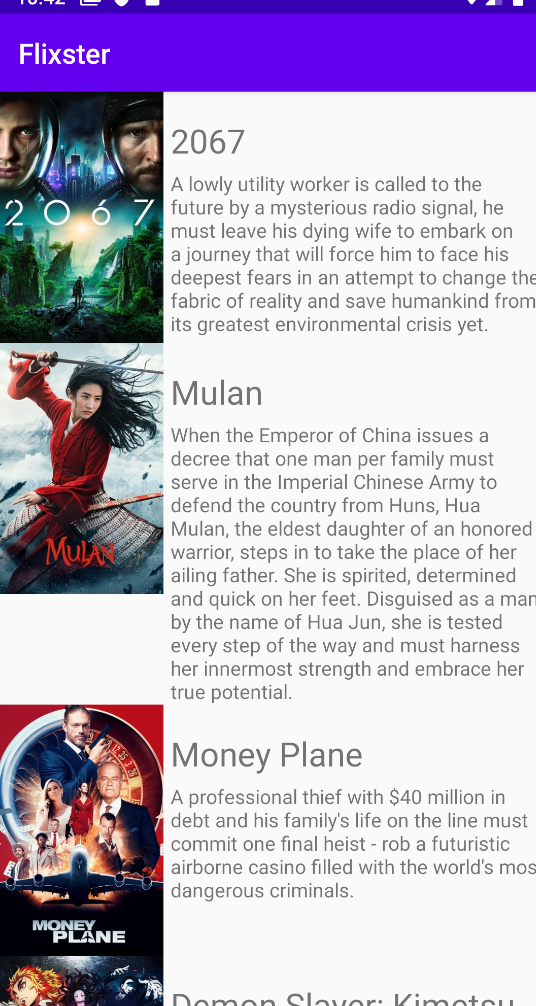 Flixster
2067
2067
A lowly utility worker is called to the
future by a mysterious radio signal, he
must leave his dying wife to embark on
a journey that will force him to face his
deepest fears in an attempt to change the
fabric of reality and save humankind from
its greatest environmental crisis yet.
MULAN
Mulan
When the Emperor of China issues a
decree that one man per family must
serve in the Imperial Chinese Army to
defend the country from Huns, Hua
Mulan, the eldest daughter of an honored
warrior, steps in to take the place of her
ailing father. She is spirited, determined
and quick on her feet. Disguised as a man
by the name of Hua Jun, she is tested
every step of the way and must harness
her innermost strength and embrace her
true potential.
MONEY
PLANE
Money Plane
A professional thief with $40 million in
debt and his family's life on the line must
commit one final heist - rob a futuristic
airborne casino filled with the world's mos
dangerous criminals.
Demon Slayer: Kimetsu